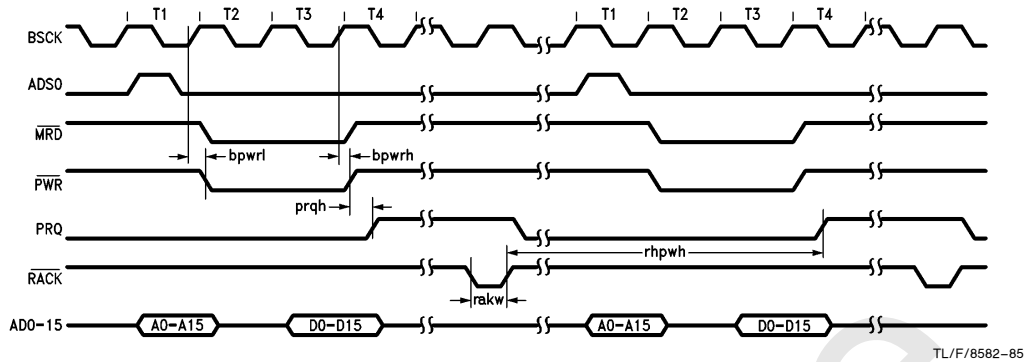 T1 T2 T3 T4 T1 T2 T3 T4
BSCK
ADS0
MRD
bpwrl bpwrh
PWR
prqh
PRQ
rhpwh
RACK
rakw
AD0-15 A0-A15 D0-D15 A0-A15 D0-D15
TL/F/8582-85